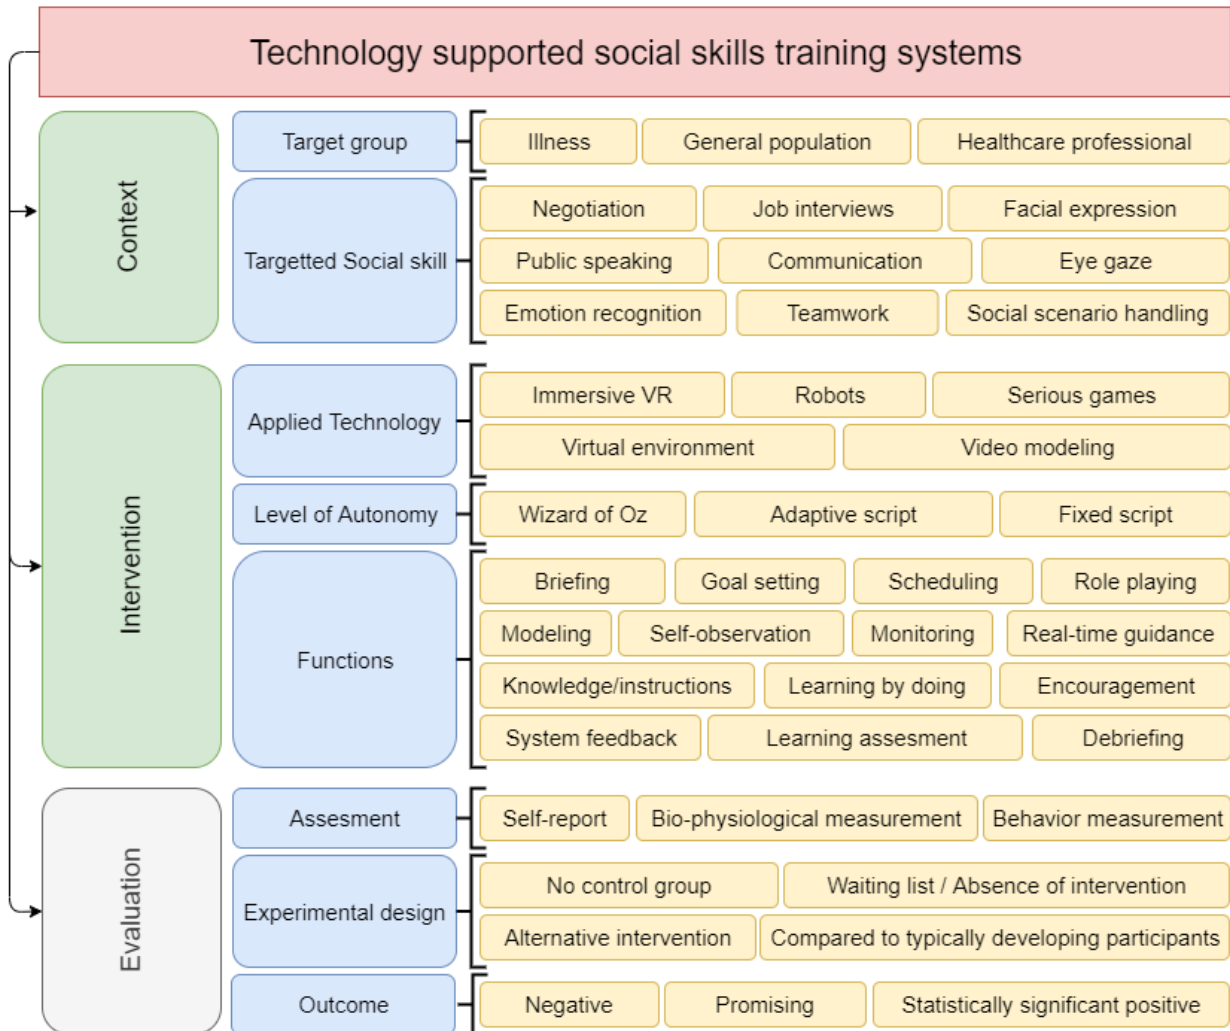 Technology supported social skills training systems
Context
Target group
Illness
General population
Healthcare professional
Targetted Social skill
Negotiation
Job interviews
Facial expression
Public speaking
Communication
Eye gaze
Emotion recognition
Teamwork
Social scenario handling
Intervention
Applied Technology
Immersive VR
Robots
Serious games
Virtual environment
Video modeling
Level of Autonomy
Wizard of Oz
Adaptive script
Fixed script
Functions
Briefing
Goal setting
Scheduling
Role playing
Modeling
Self-observation
Monitoring
Real-time guidance
Knowledge/instructions
Learning by doing
Encouragement
System feedback
Learning assesment
Debriefing
Evaluation
Assesment
Self-report
Bio-physiological measurement
Behavior measurement
Experimental design
No control group
Waiting list / Absence of intervention
Alternative intervention
Compared to typically developing participants
Outcome
Negative
Promising
Statistically significant positive